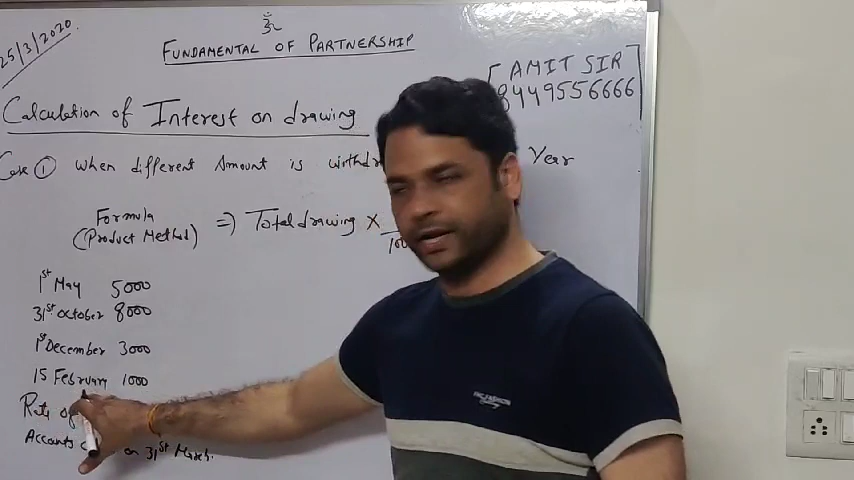 25/3/2020
ॐ
FUNDAMENTAL OF PARTNERSHIP
[AMIT SIR]
8449556666
Calculation of Interest on drawing
Case ① When different Amount is withdr Year
Formula
(Product Method) ⇒ Total drawing ×
1st May 5000
31st October 8000
1st December 3000
15 February 1000
Accounts on 31st March.